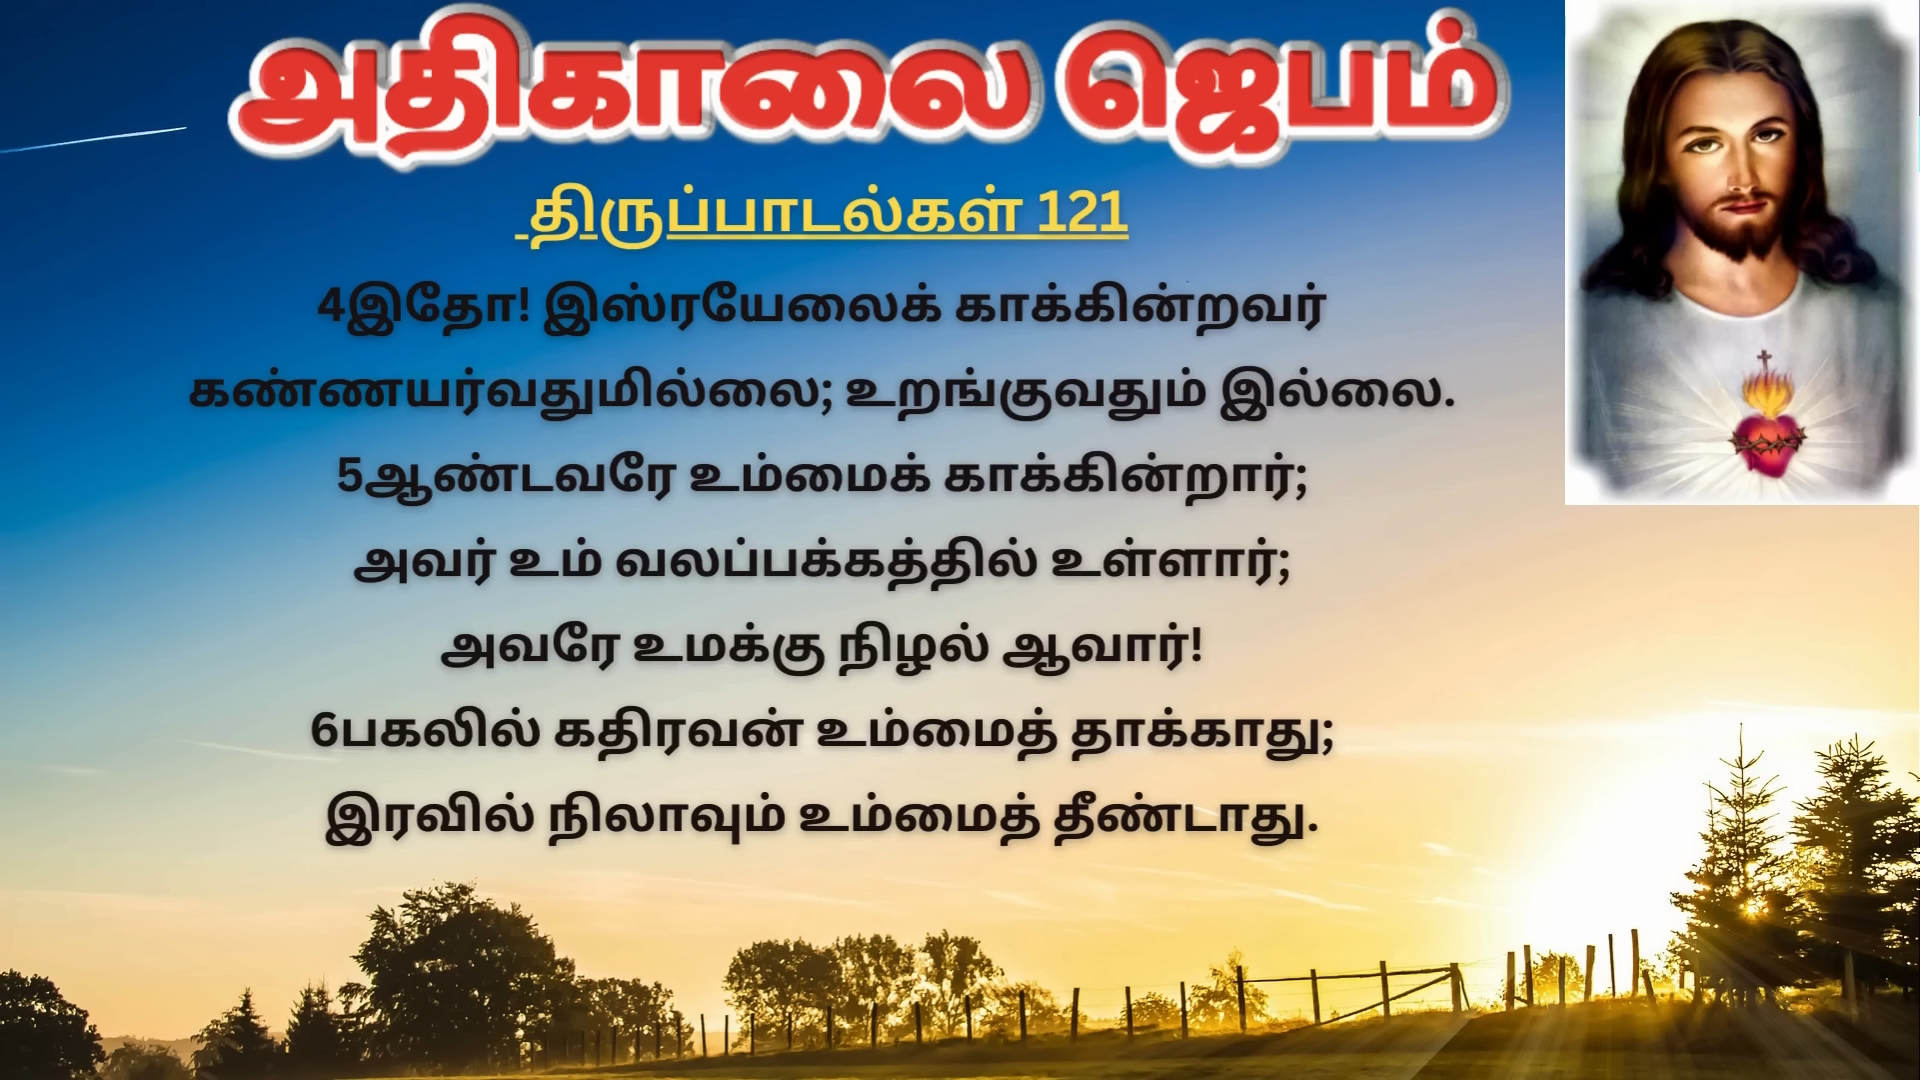 அதிகாலை ஜெபம்
திருப்பாடல்கள் 121
4இதோ! இஸ்ரயேலைக் காக்கின்றவர்
கண்ணயர்வதுமில்லை; உறங்குவதும் இல்லை.
5ஆண்டவரே உம்மைக் காக்கின்றார்;
அவர் உம் வலப்பக்கத்தில் உள்ளார்;
அவரே உமக்கு நிழல் ஆவார்!
6பகலில் கதிரவன் உம்மைத் தாக்காது;
இரவில் நிலாவும் உம்மைத் தீண்டாது.